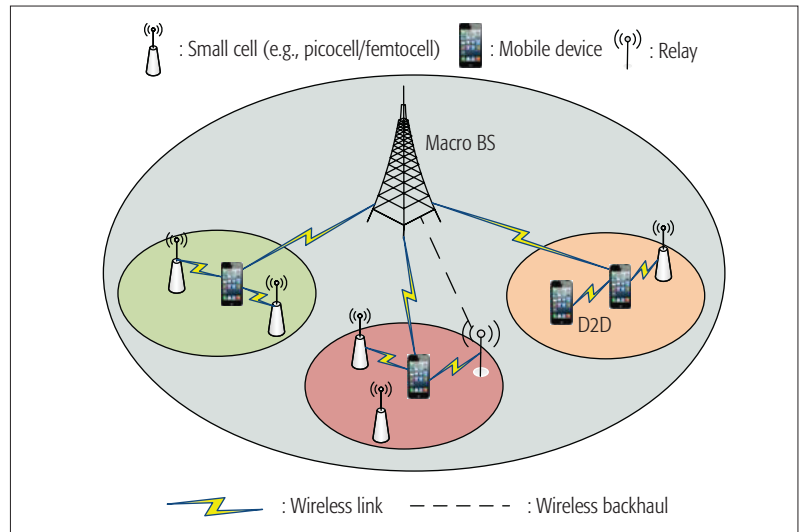 : Small cell (e.g., picocell/femtocell) : Mobile device : Relay
Macro BS
D2D
: Wireless link : Wireless backhaul